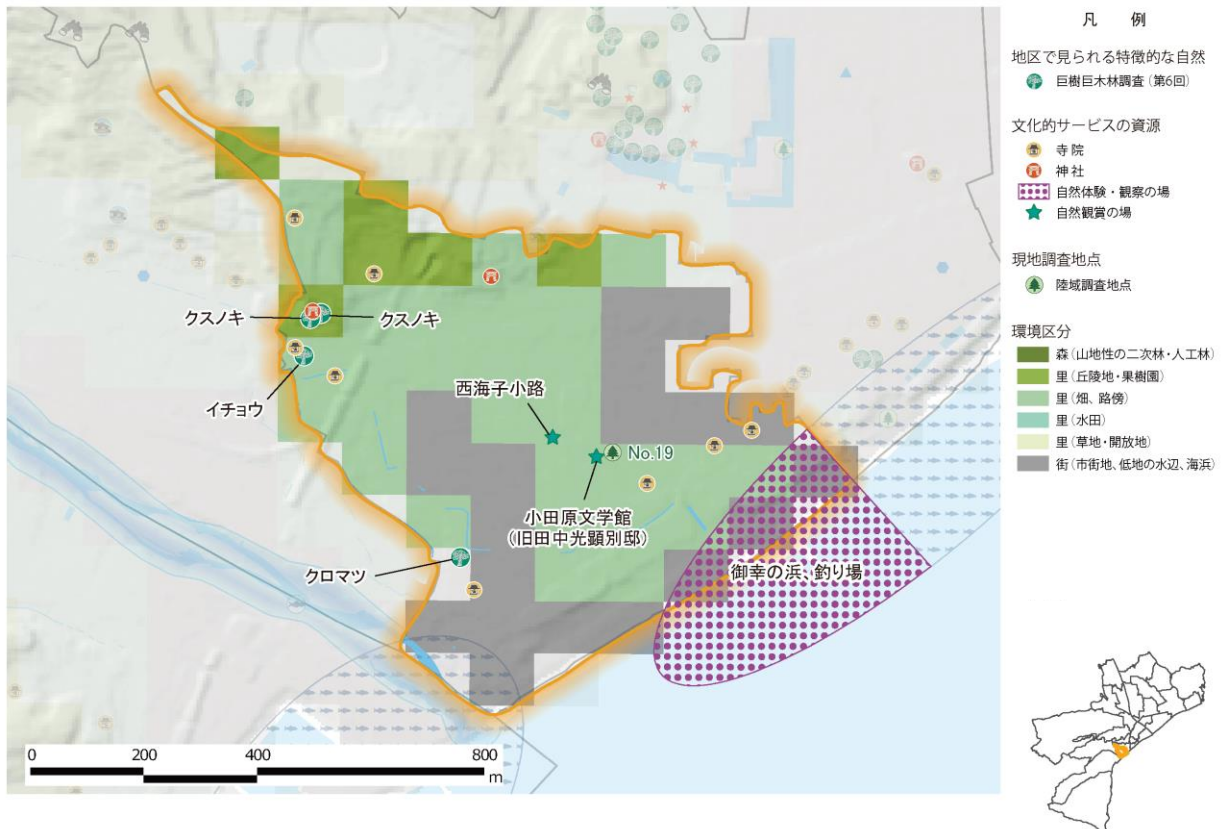 クスノキ
クスノキ
イチョウ
西海子小路
No.19
小田原文学館
(旧田中光顕別邸)
クロマツ
御幸の浜、釣り場
0 200 400 800
m
凡 例
地区で見られる特徴的な自然
巨樹巨木林調査(第6回)
文化的サービスの資源
寺院
神社
自然体験・観察の場
自然観賞の場
現地調査地点
陸域調査地点
環境区分
森(山地性の二次林・人工林)
里(丘陵地・果樹園)
里(畑、路傍)
里(水田)
里(草地・開放地)
街(市街地、低地の水辺、海浜)